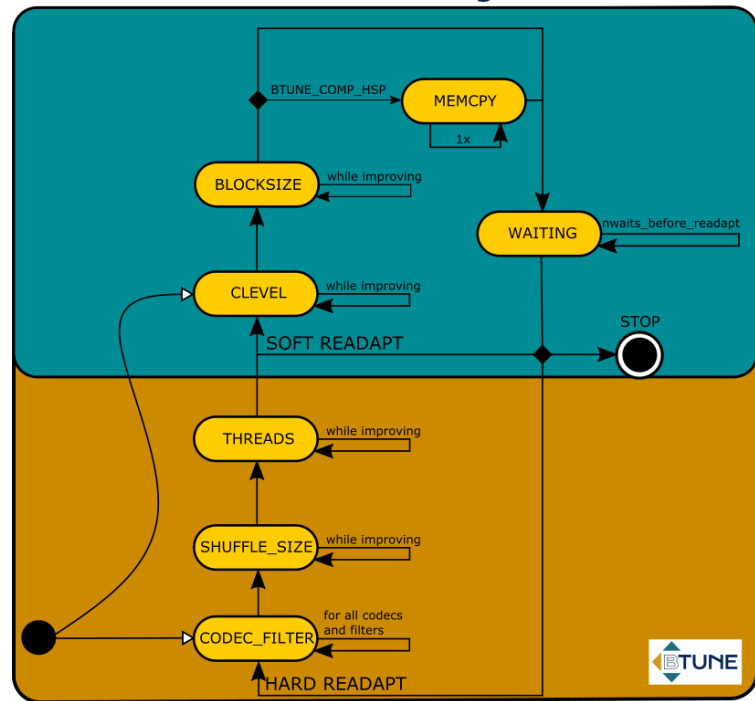 BTUNE_COMP_HSP
MEMCPY
1x
BLOCKSIZE
while improving
WAITING
nwaits_before_readapt
CLEVEL
while improving
STOP
SOFT READAPT
THREADS
while improving
SHUFFLE_SIZE
while improving
CODEC_FILTER
for all codecs
and filters
HARD READAPT
BTUNE